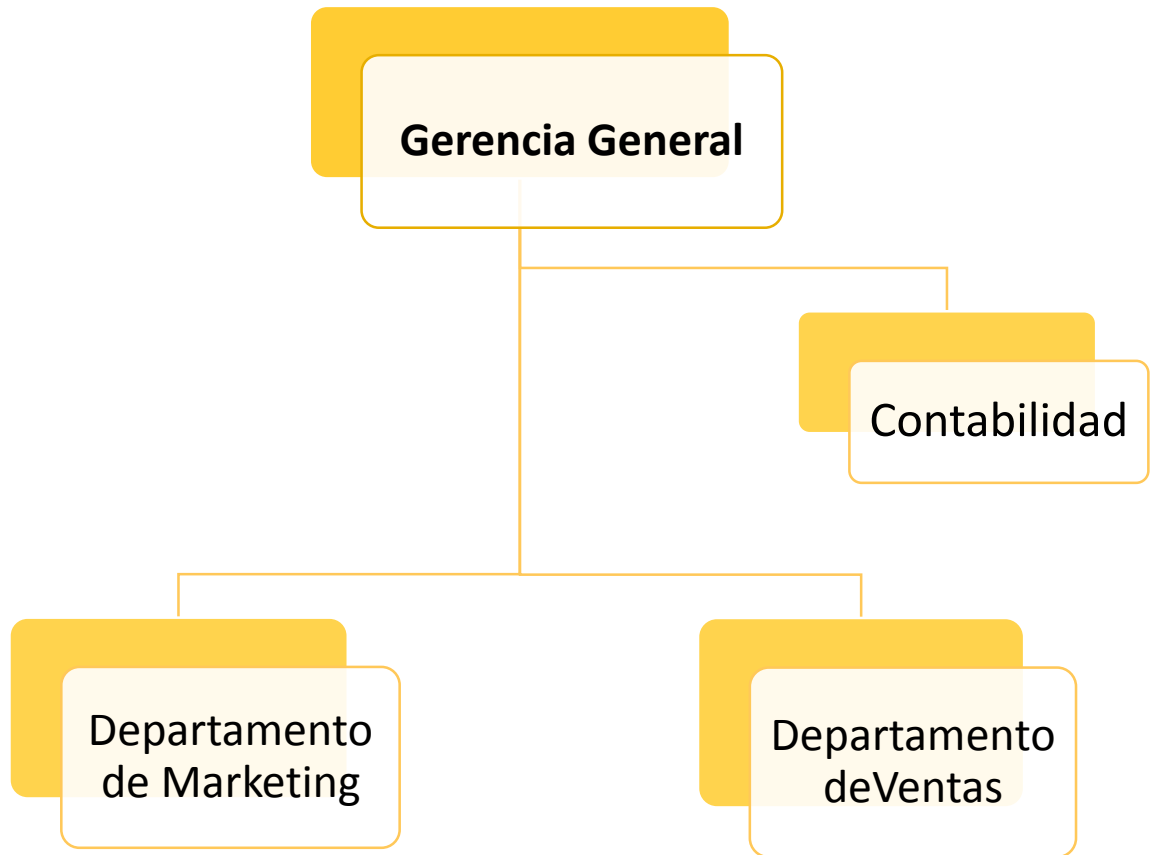 Gerencia General
Contabilidad
Departamento
de Marketing
Departamento
deVentas